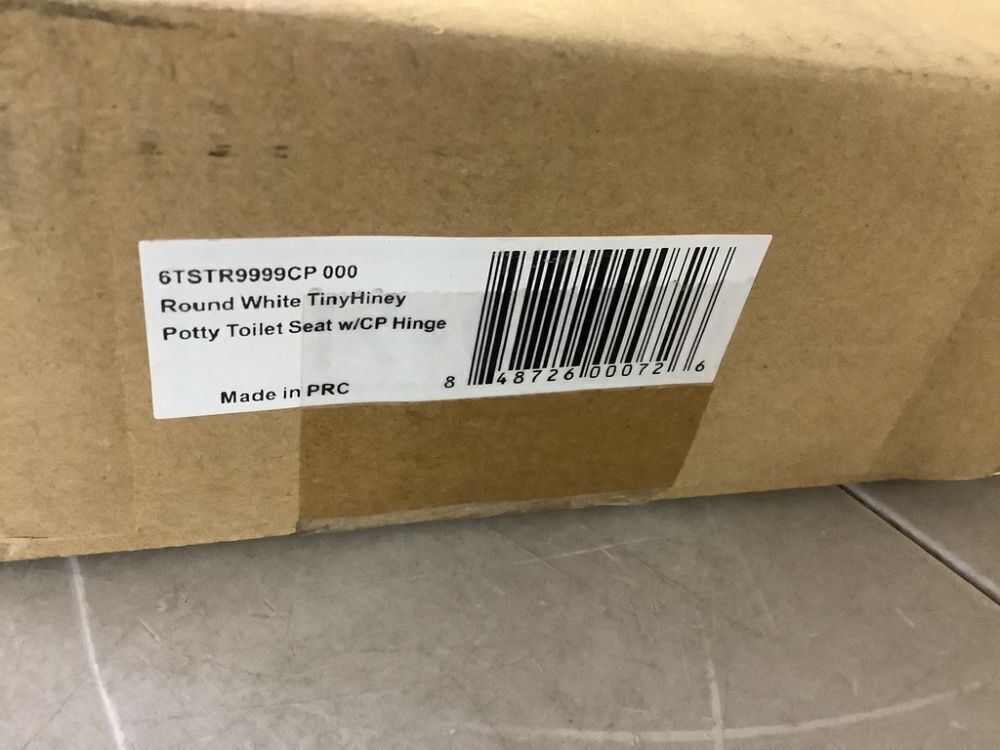 6TSTR9999CP 000
Round White TinyHiney
Potty Toilet Seat w/CP Hinge
Made in PRC
8 48726 00072 6